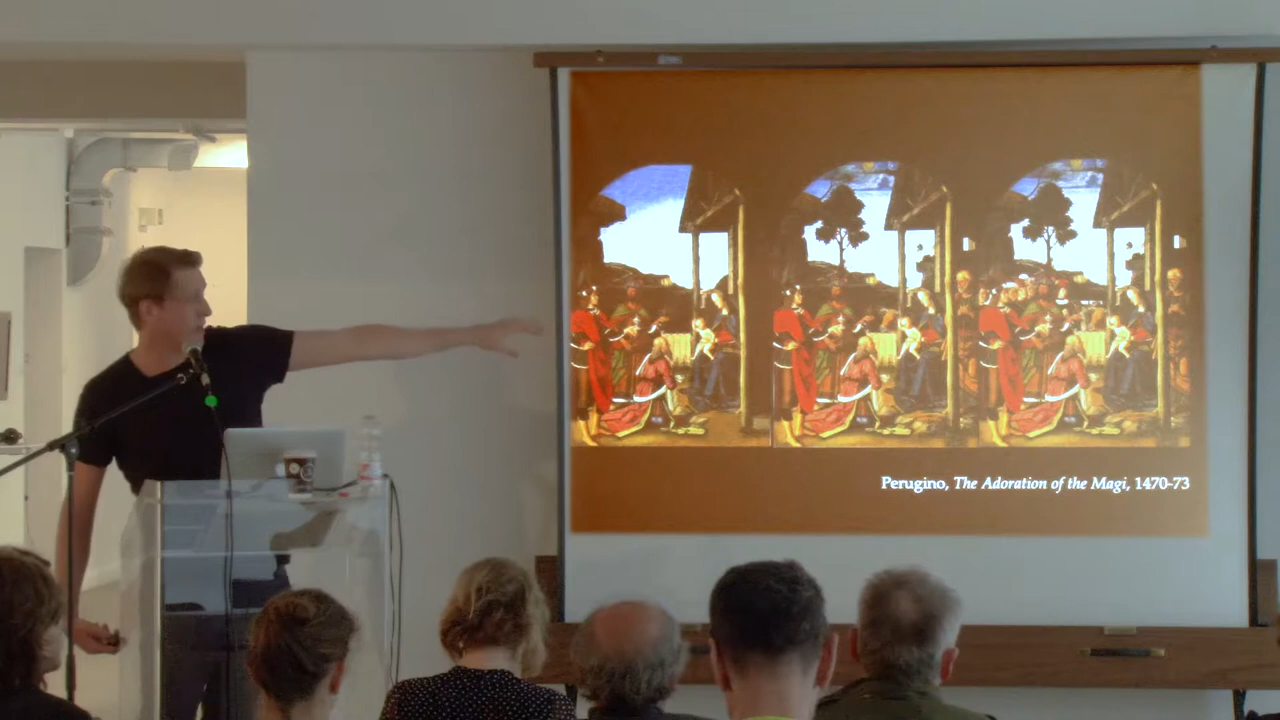 Perugino, The Adoration of the Magi, 1470-73